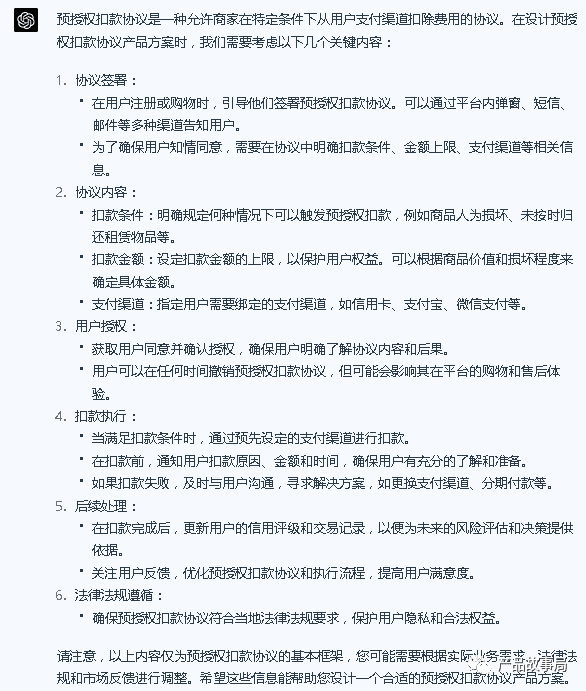 预授权扣款协议是一种允许商家在特定条件下从用户支付渠道扣除费用的协议。在设计预授
权扣款协议产品方案时，我们需要考虑以下几个关键内容：
1. 协议签署：
• 在用户注册或购物时，引导他们签署预授权扣款协议。可以通过平台内弹窗、短信、
邮件等多种渠道告知用户。
• 为了确保用户知情同意，需要在协议中明确扣款条件、金额上限、支付渠道等相关信
息。
2. 协议内容：
• 扣款条件：明确规定何种情况下可以触发预授权扣款，例如商品人为损坏、未按时归
还租赁物品等。
• 扣款金额：设定扣款金额的上限，以保护用户权益。可以根据商品价值和损坏程度来
确定具体金额。
• 支付渠道：指定用户需要绑定的支付渠道，如信用卡、支付宝、微信支付等。
3. 用户授权：
• 获取用户同意并确认授权，确保用户明确了解协议内容和后果。
• 用户可以在任何时间撤销预授权扣款协议，但可能会影响其在平台的购物和售后体
验。
4. 扣款执行：
• 当满足扣款条件时，通过预先设定的支付渠道进行扣款。
• 在扣款前，通知用户扣款原因、金额和时间，确保用户有充分的了解和准备。
• 如果扣款失败，及时与用户沟通，寻求解决方案，如更换支付渠道、分期付款等。
5. 后续处理：
• 在扣款完成后，更新用户的信用评级和交易记录，以便为未来的风险评估和决策提供
依据。
• 关注用户反馈，优化预授权扣款协议和执行流程，提高用户满意度。
6. 法律法规遵循：
• 确保预授权扣款协议符合当地法律法规要求，保护用户隐私和合法权益。
请注意，以上内容仅为预授权扣款协议的基本框架，您可能需要根据实际业务需求、法律法
规和市场反馈进行调整。希望这些信息能帮助您设计一个合适的预授权扣款协议产品方案。
产品故事局